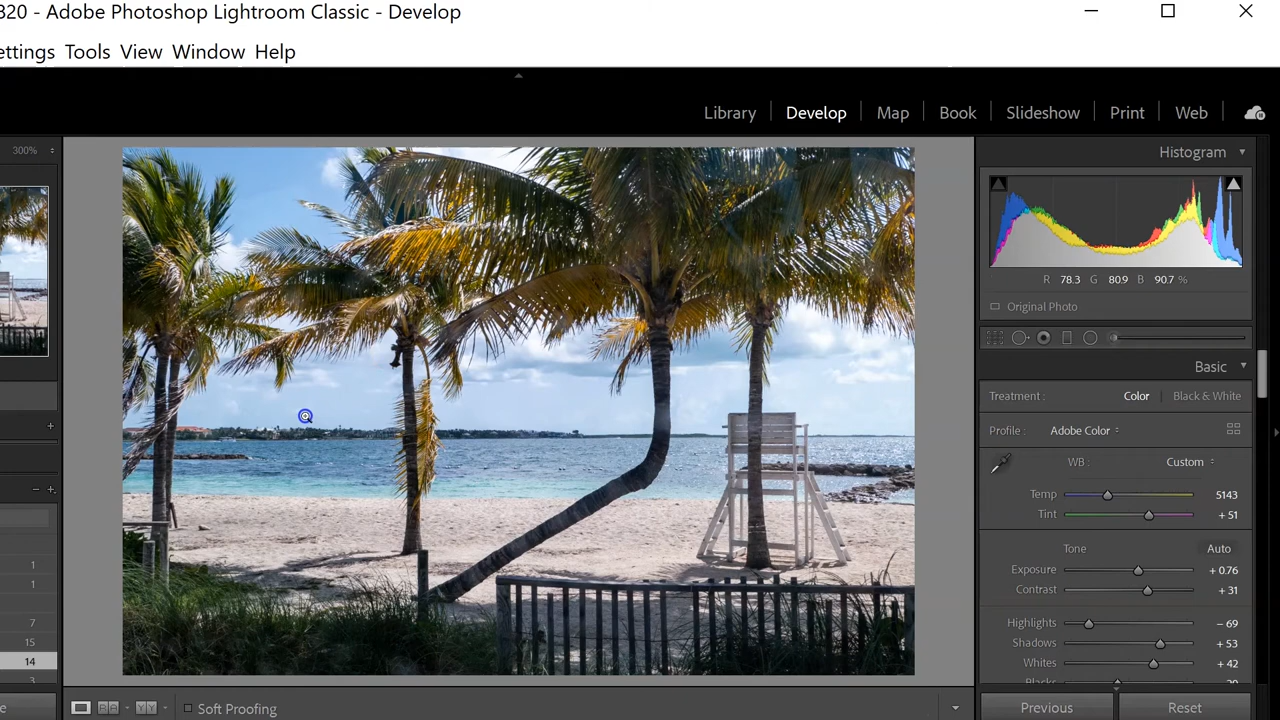 320 - Adobe Photoshop Lightroom Classic - Develop
ettings Tools View Window Help
Library Develop Map Book Slideshow Print Web
300%
Histogram
R 78.3 G 80.9 B 90.7 %
Original Photo
Basic
Treatment : Color Black & White
Profile : Adobe Color
WB : Custom
Temp 5143
Tint + 51
Tone Auto
Exposure + 0.76
Contrast + 31
Highlights − 69
Shadows + 53
Whites + 42
1
1
7
15
14
3
Soft Proofing
Previous Reset